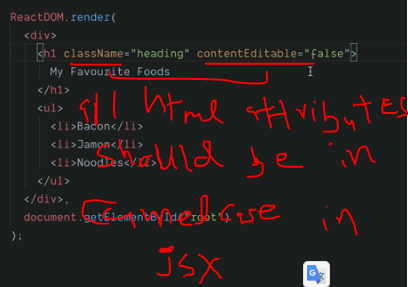 ReactDOM.render(
<div>
<h1 className="heading" contentEditable="false">
My Favourite Foods
</h1>
<ul>
<li>Bacon</li>
<li>Jamon</li>
<li>Noodles</li>
</ul>
</div>,
document.getElementById("root")
);
all html attributes
should be in
Camelcase in
jsx
G